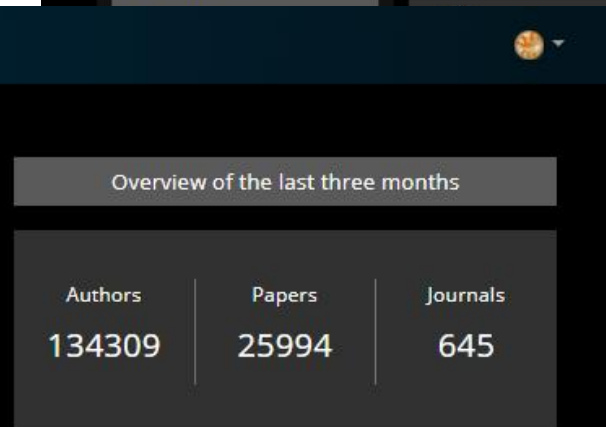 Overview of the last three months
Authors Papers Journals
134309 25994 645